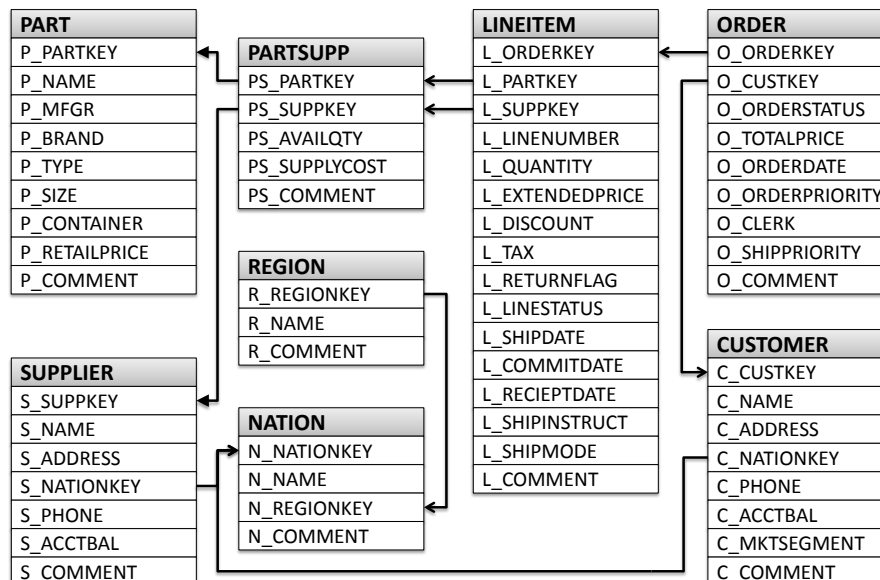 PART
P_PARTKEY
P_NAME
P_MFGR
P_BRAND
P_TYPE
P_SIZE
P_CONTAINER
P_RETAILPRICE
P_COMMENT
PARTSUPP
PS_PARTKEY
PS_SUPPKEY
PS_AVAILQTY
PS_SUPPLYCOST
PS_COMMENT
LINEITEM
L_ORDERKEY
L_PARTKEY
L_SUPPKEY
L_LINENUMBER
L_QUANTITY
L_EXTENDEDPRICE
L_DISCOUNT
L_TAX
L_RETURNFLAG
L_LINESTATUS
L_SHIPDATE
L_COMMITDATE
L_RECIEPTDATE
L_SHIPINSTRUCT
L_SHIPMODE
L_COMMENT
ORDER
O_ORDERKEY
O_CUSTKEY
O_ORDERSTATUS
O_TOTALPRICE
O_ORDERDATE
O_ORDERPRIORITY
O_CLERK
O_SHIPPRIORITY
O_COMMENT
REGION
R_REGIONKEY
R_NAME
R_COMMENT
SUPPLIER
S_SUPPKEY
S_NAME
S_ADDRESS
S_NATIONKEY
S_PHONE
S_ACCTBAL
S_COMMENT
NATION
N_NATIONKEY
N_NAME
N_REGIONKEY
N_COMMENT
CUSTOMER
C_CUSTKEY
C_NAME
C_ADDRESS
C_NATIONKEY
C_PHONE
C_ACCTBAL
C_MKTSEGMENT
C_COMMENT